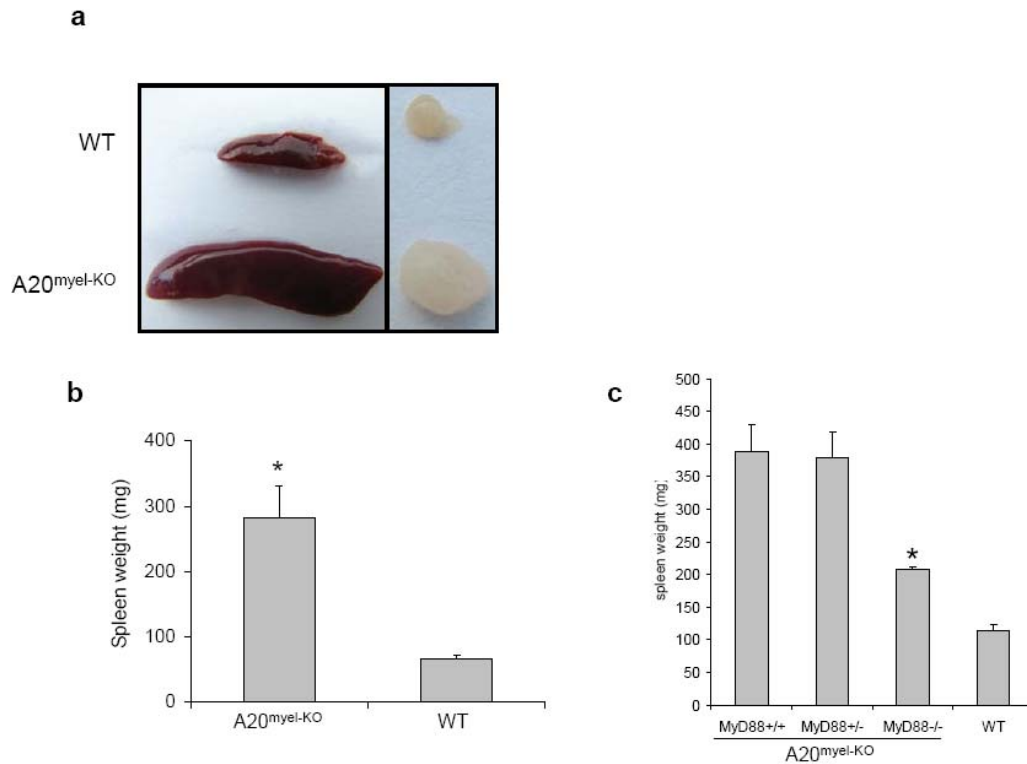 a
WT
A20myel-KO
b
Spleen weight (mg)
400
300
200
100
0
*
A20myel-KO
WT
c
spleen weight (mg)
500
450
400
350
300
250
200
150
100
50
0
*
MyD88+/+ MyD88+/- MyD88-/- WT
A20myel-KO